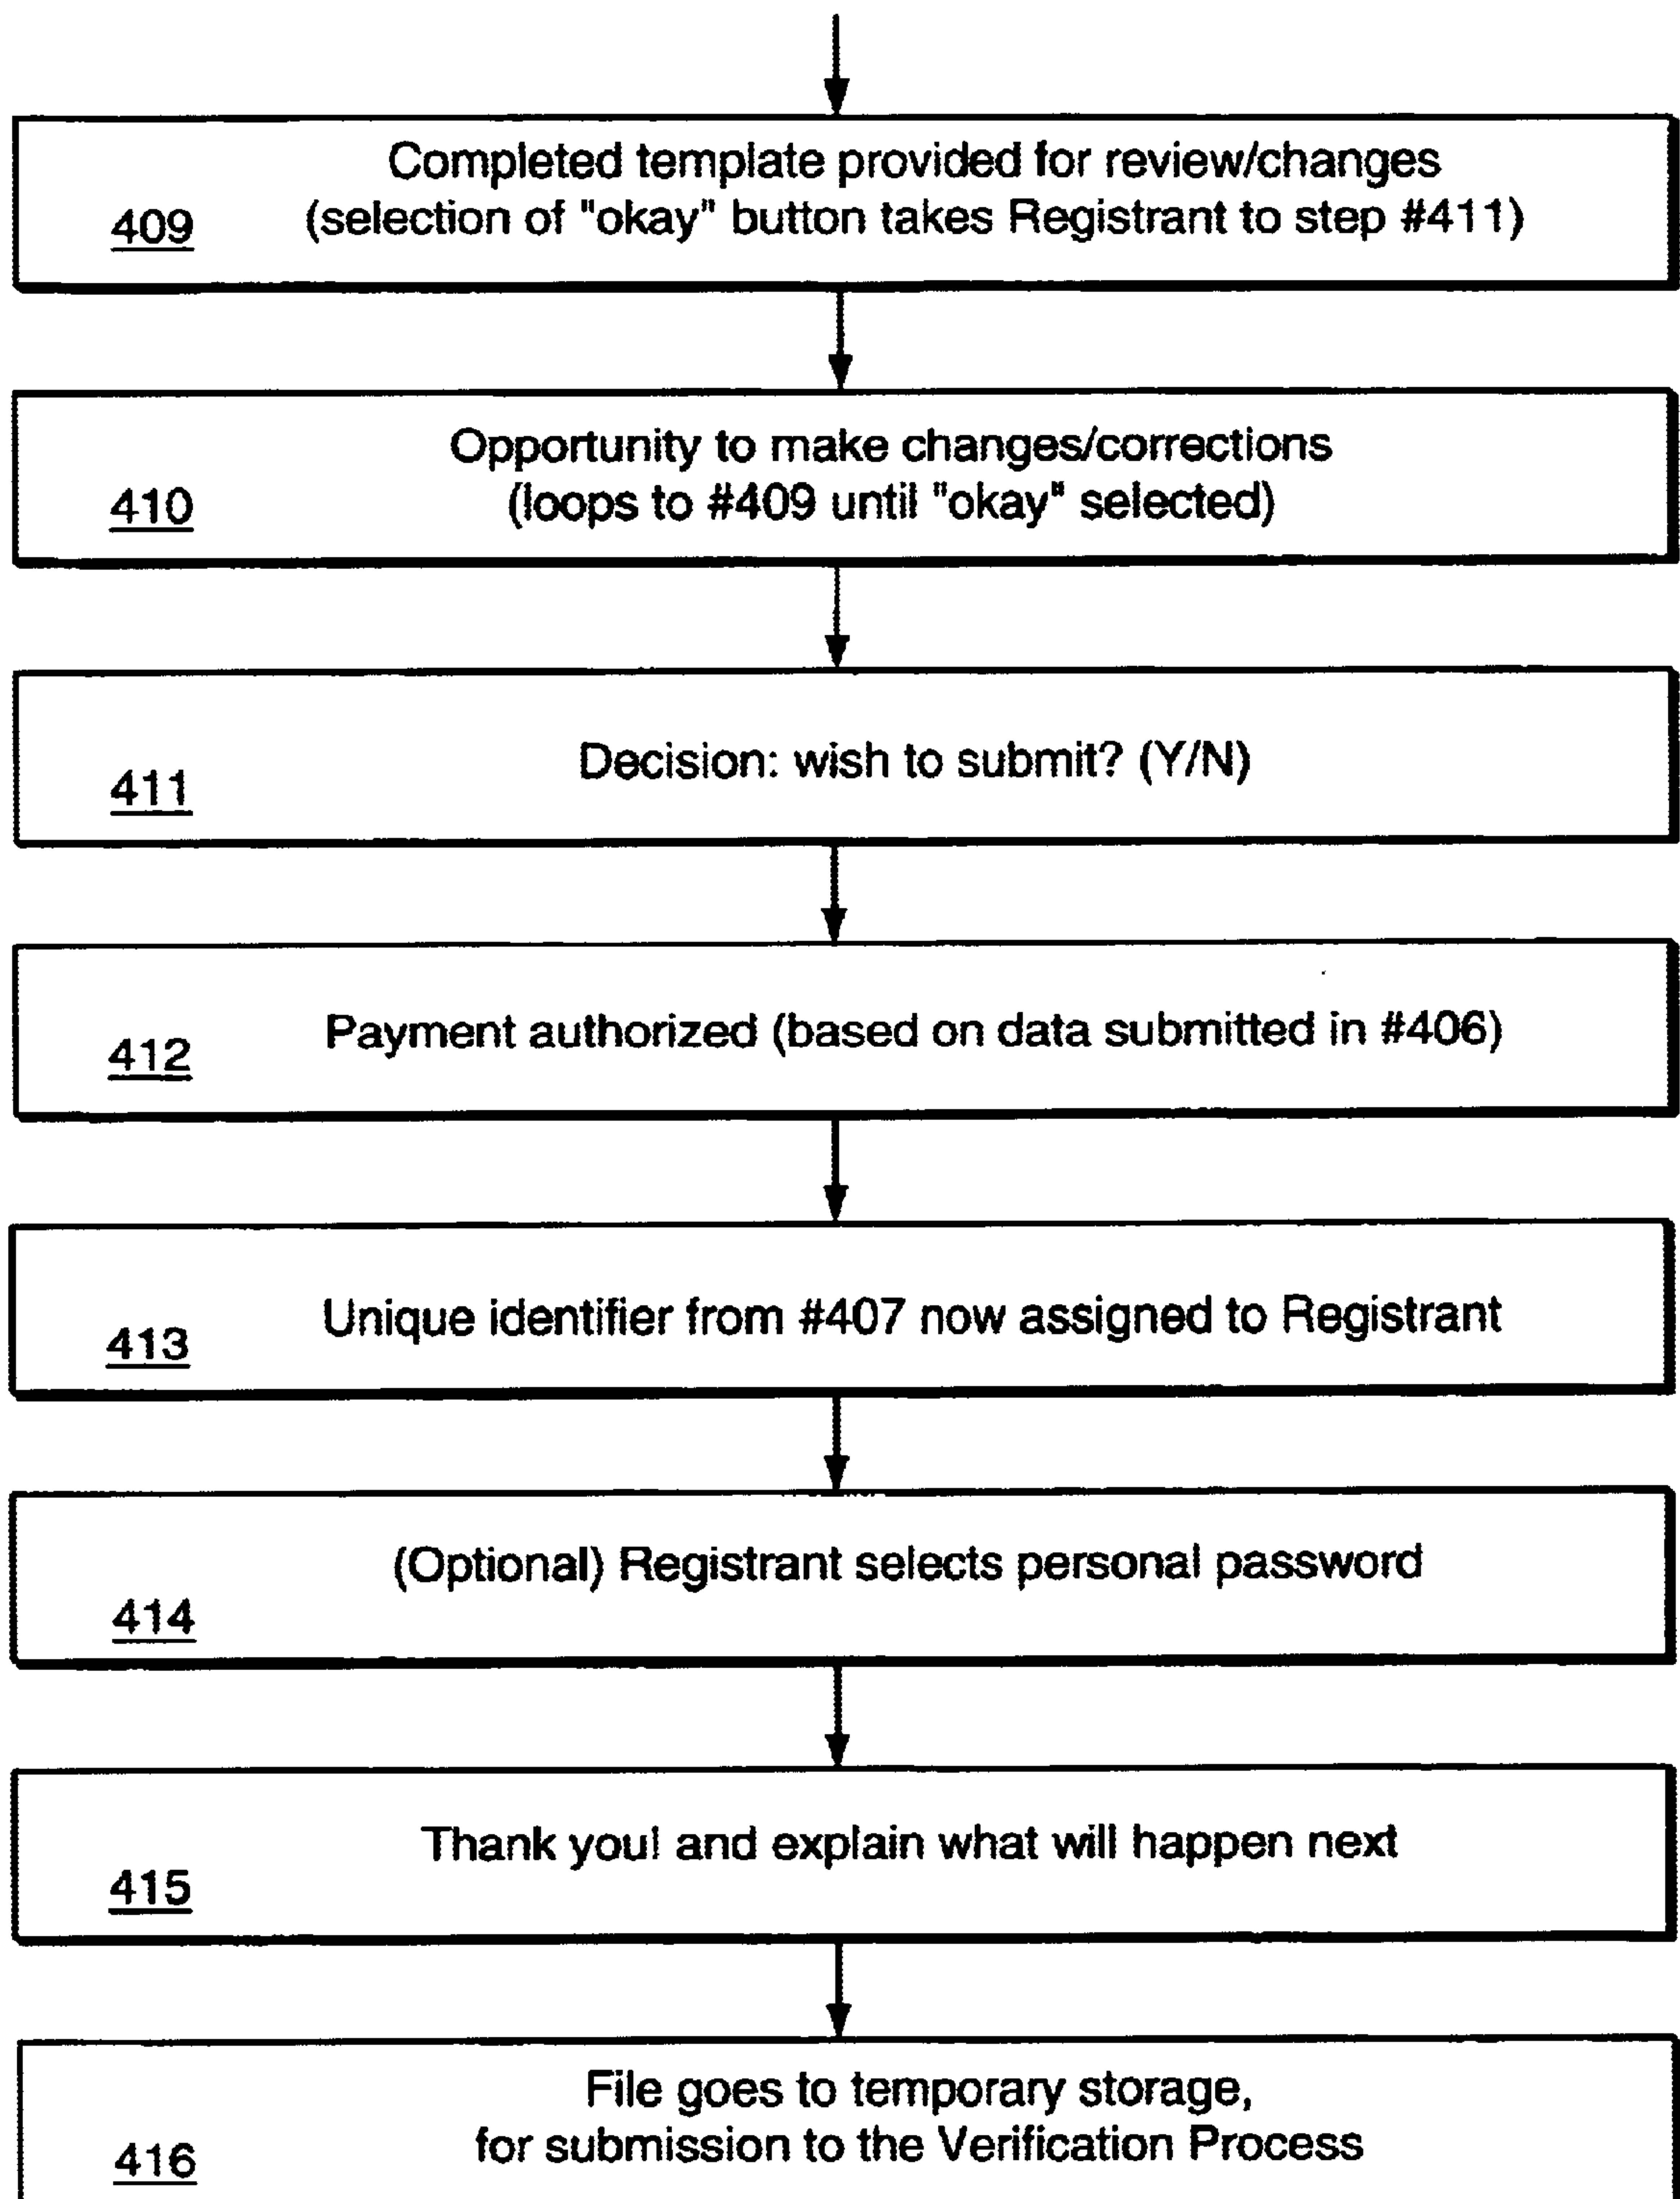 Completed template provided for review/changes
409 (selection of "okay" button takes Registrant to step #411)
Opportunity to make changes/corrections
410 (loops to #409 until "okay" selected)
Decision: wish to submit? (Y/N)
411
Payment authorized (based on data submitted in #406)
412
Unique identifier from #407 now assigned to Registrant
413
(Optional) Registrant selects personal password
414
Thank you! and explain what will happen next
415
File goes to temporary storage,
for submission to the Verification Process
416